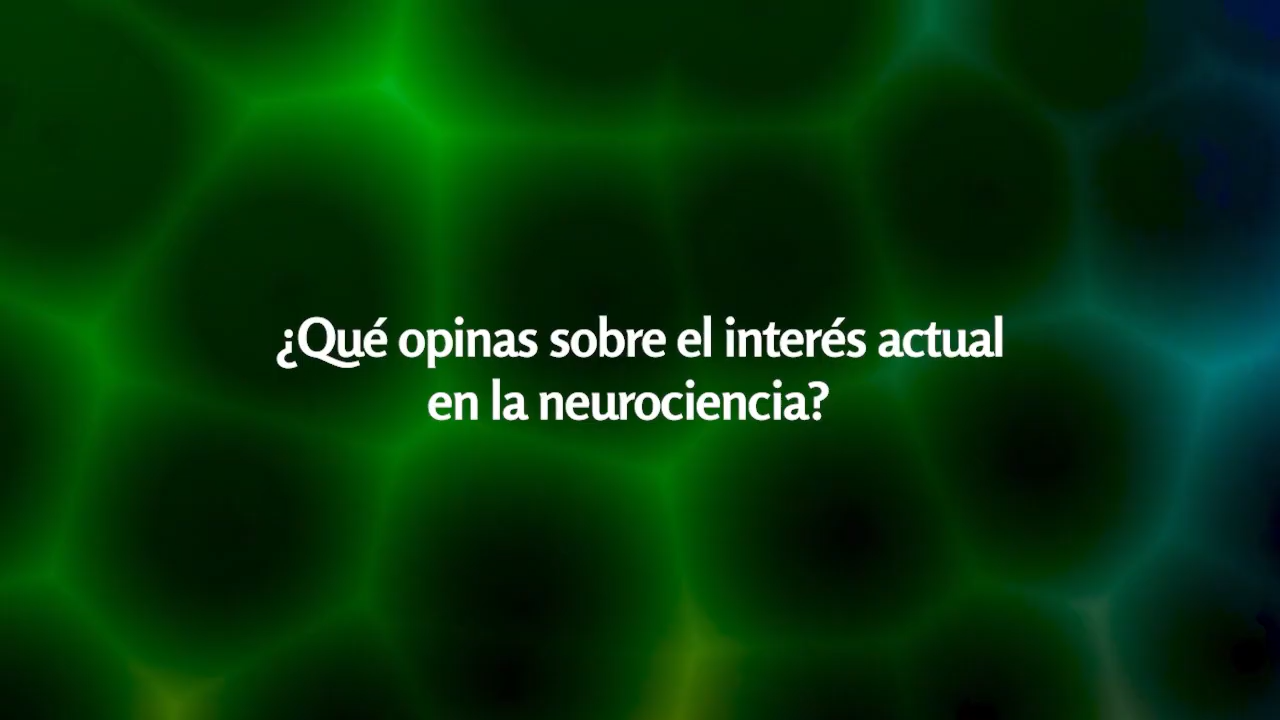 ¿Qué opinas sobre el interés actual
en la neurociencia?